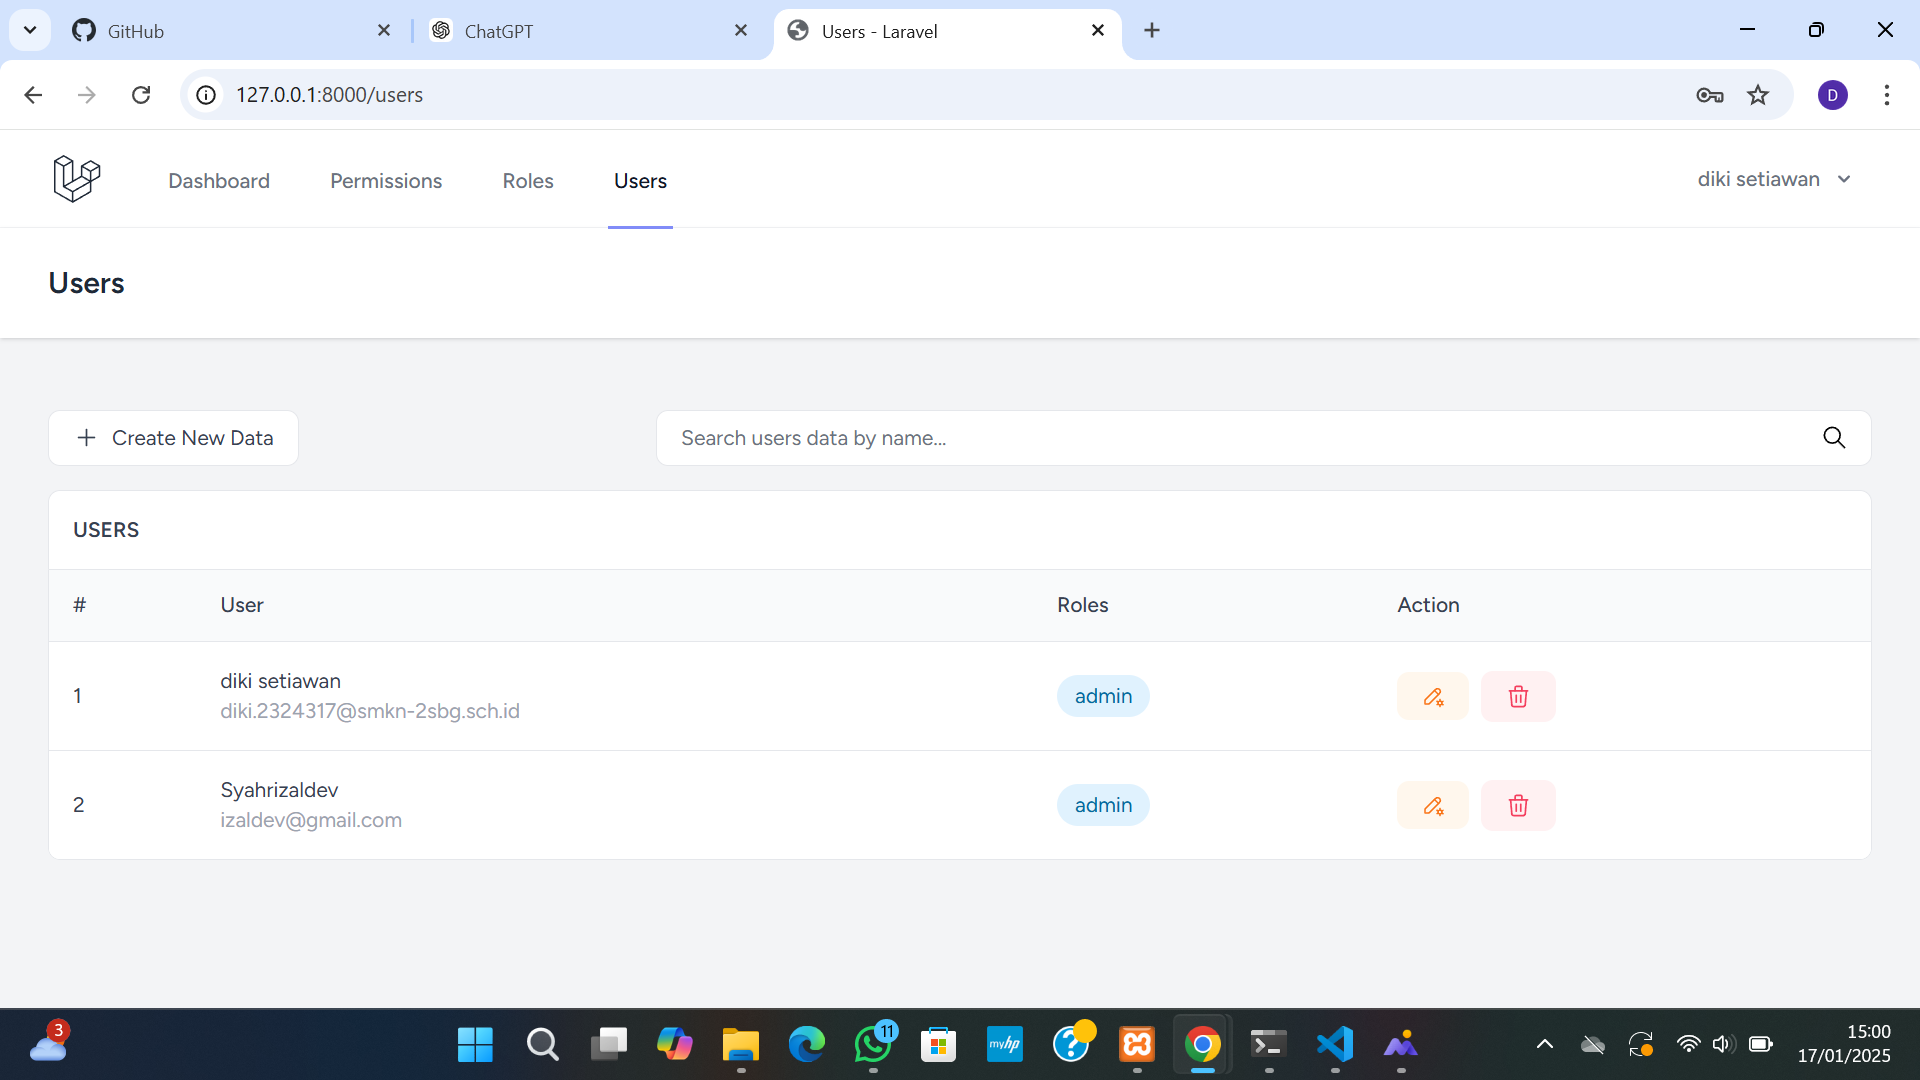 GitHub
ChatGPT
Users - Laravel
127.0.0.1:8000/users
D
Dashboard
Permissions
Roles
Users
diki setiawan
Users
Create New Data
Search users data by name...
USERS
# User Roles Action
1
diki setiawan
diki.2324317@smkn-2sbg.sch.id
admin
2
Syahrizaldev
izaldev@gmail.com
admin
3
11
myhp
15:00
17/01/2025